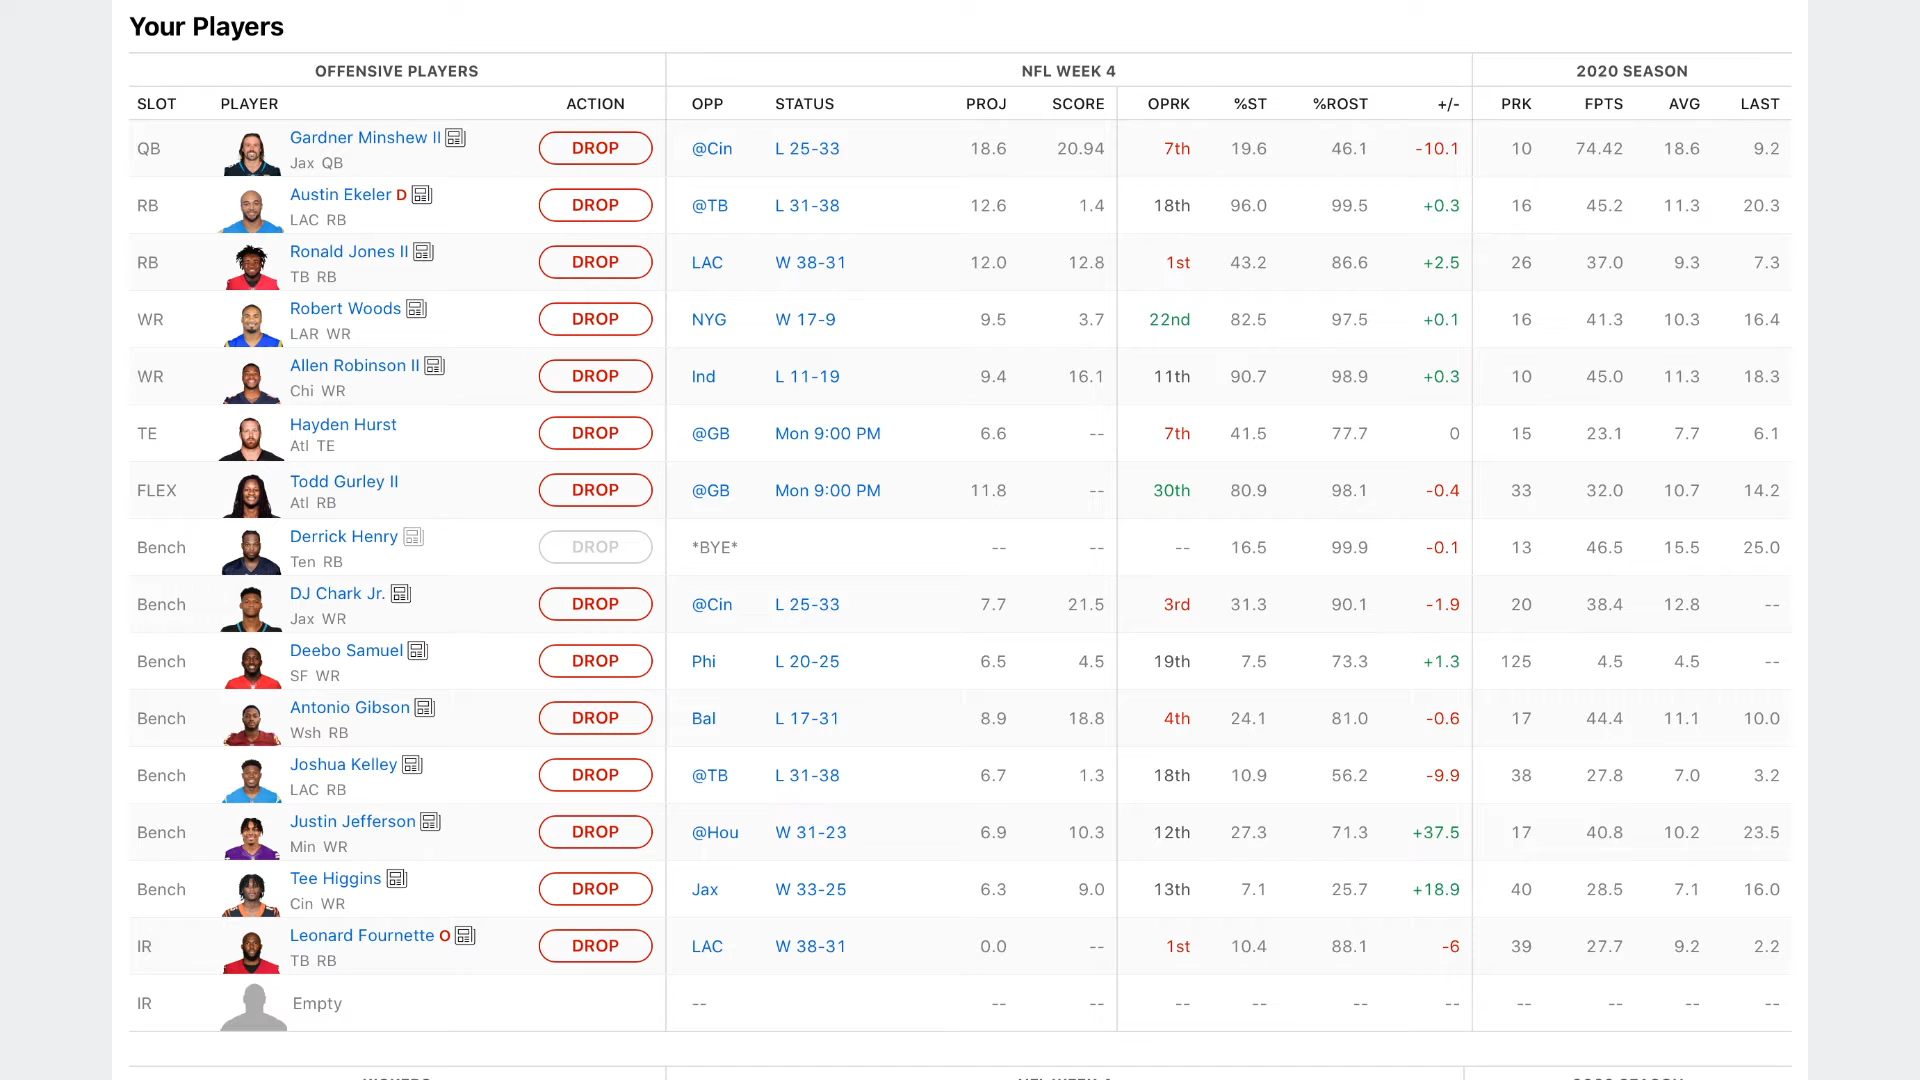 Your Players
OFFENSIVE PLAYERS NFL WEEK 4 2020 SEASON
SLOT PLAYER ACTION OPP STATUS PROJ SCORE OPRK %ST %ROST +/- PRK FPTS AVG LAST
QB Gardner Minshew II Jax QB DROP @Cin L 25-33 18.6 20.94 7th 19.6 46.1 -10.1 10 74.42 18.6 9.2
RB Austin Ekeler D LAC RB DROP @TB L 31-38 12.6 1.4 18th 96.0 99.5 +0.3 16 45.2 11.3 20.3
RB Ronald Jones II TB RB DROP LAC W 38-31 12.0 12.8 1st 43.2 86.6 +2.5 26 37.0 9.3 7.3
WR Robert Woods LAR WR DROP NYG W 17-9 9.5 3.7 22nd 82.5 97.5 +0.1 16 41.3 10.3 16.4
WR Allen Robinson II Chi WR DROP Ind L 11-19 9.4 16.1 11th 90.7 98.9 +0.3 10 45.0 11.3 18.3
TE Hayden Hurst Atl TE DROP @GB Mon 9:00 PM 6.6 -- 7th 41.5 77.7 0 15 23.1 7.7 6.1
FLEX Todd Gurley II Atl RB DROP @GB Mon 9:00 PM 11.8 -- 30th 80.9 98.1 -0.4 33 32.0 10.7 14.2
Bench Derrick Henry Ten RB DROP *BYE* -- -- -- 16.5 99.9 -0.1 13 46.5 15.5 25.0
Bench DJ Chark Jr. Jax WR DROP @Cin L 25-33 7.7 21.5 3rd 31.3 90.1 -1.9 20 38.4 12.8 --
Bench Deebo Samuel SF WR DROP Phi L 20-25 6.5 4.5 19th 7.5 73.3 +1.3 125 4.5 4.5 --
Bench Antonio Gibson Wsh RB DROP Bal L 17-31 8.9 18.8 4th 24.1 81.0 -0.6 17 44.4 11.1 10.0
Bench Joshua Kelley LAC RB DROP @TB L 31-38 6.7 1.3 18th 10.9 56.2 -9.9 38 27.8 7.0 3.2
Bench Justin Jefferson Min WR DROP @Hou W 31-23 6.9 10.3 12th 27.3 71.3 +37.5 17 40.8 10.2 23.5
Bench Tee Higgins Cin WR DROP Jax W 33-25 6.3 9.0 13th 7.1 25.7 +18.9 40 28.5 7.1 16.0
IR Leonard Fournette O TB RB DROP LAC W 38-31 0.0 -- 1st 10.4 88.1 -6 39 27.7 9.2 2.2
IR Empty -- -- -- -- -- -- -- -- -- -- --